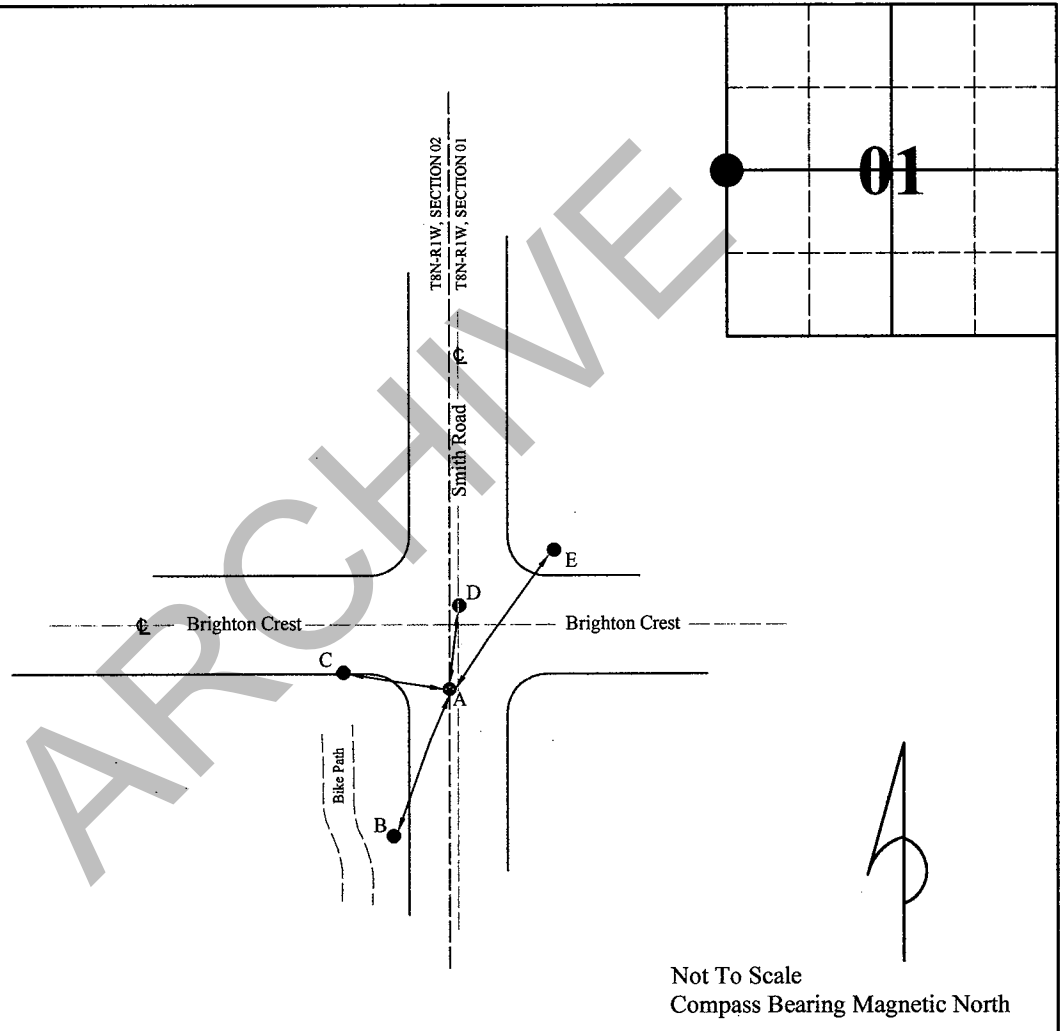 01
T8N-R1W, SECTION 02
T8N-R1W, SECTION 01
℄
Smith Road
E
D
℄ Brighton Crest
Brighton Crest
C
A
Bike Path
B
ARCHIVE
Not To Scale
Compass Bearing Magnetic North